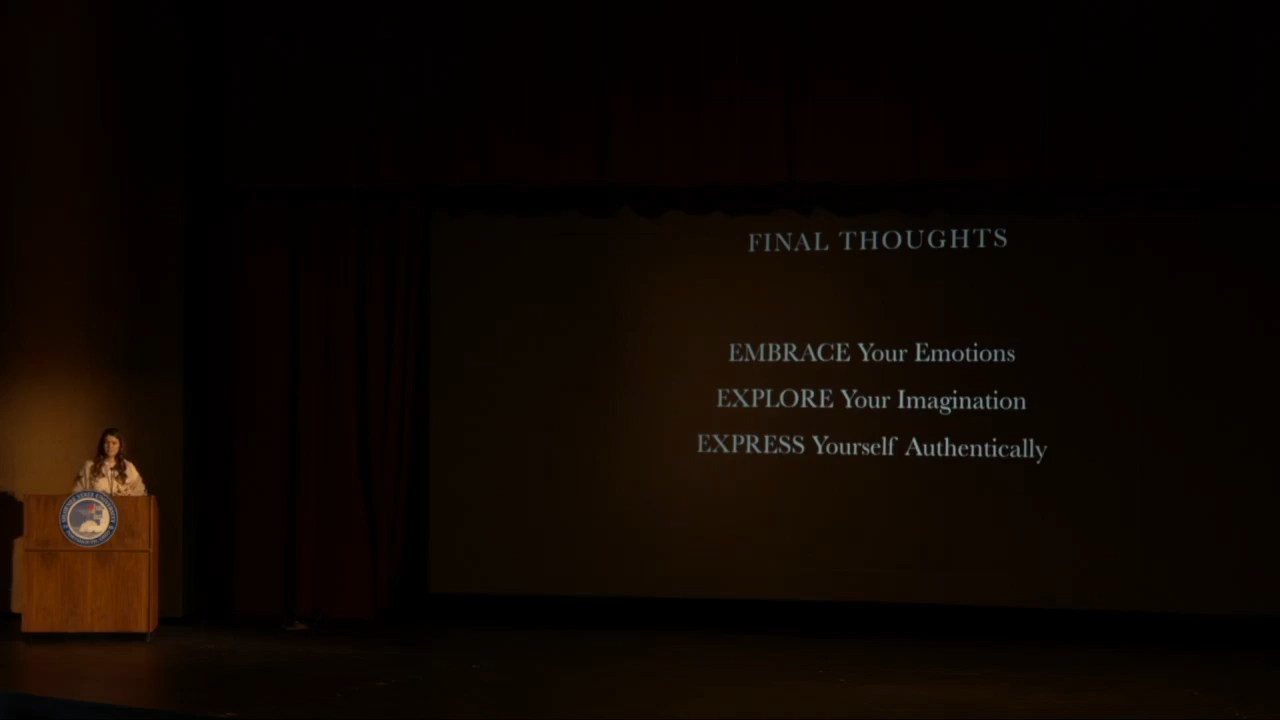 FINAL THOUGHTS
EMBRACE Your Emotions
EXPLORE Your Imagination
EXPRESS Yourself Authentically